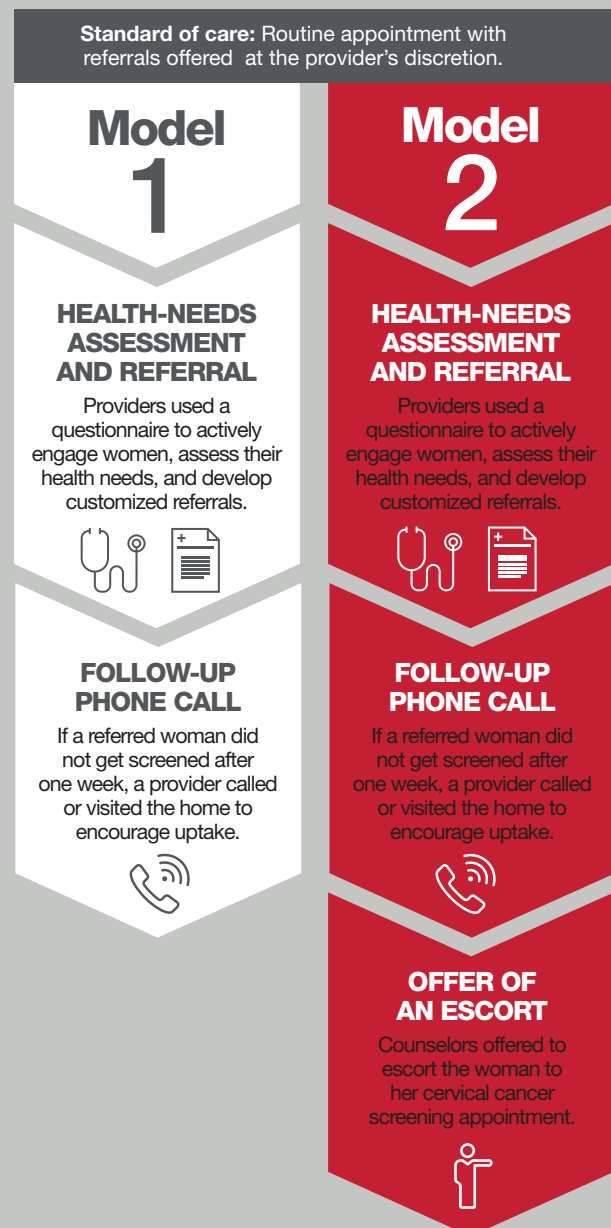 Standard of care: Routine appointment with
referrals offered at the provider's discretion.
Model
1
HEALTH-NEEDS
ASSESSMENT
AND REFERRAL
Providers used a
questionnaire to actively
engage women, assess their
health needs, and develop
customized referrals.
FOLLOW-UP
PHONE CALL
If a referred woman did
not get screened after
one week, a provider called
or visited the home to
encourage uptake.
Model
2
HEALTH-NEEDS
ASSESSMENT
AND REFERRAL
Providers used a
questionnaire to actively
engage women, assess their
health needs, and develop
customized referrals.
FOLLOW-UP
PHONE CALL
If a referred woman did
not get screened after
one week, a provider called
or visited the home to
encourage uptake.
OFFER OF
AN ESCORT
Counselors offered to
escort the woman to
her cervical cancer
screening appointment.